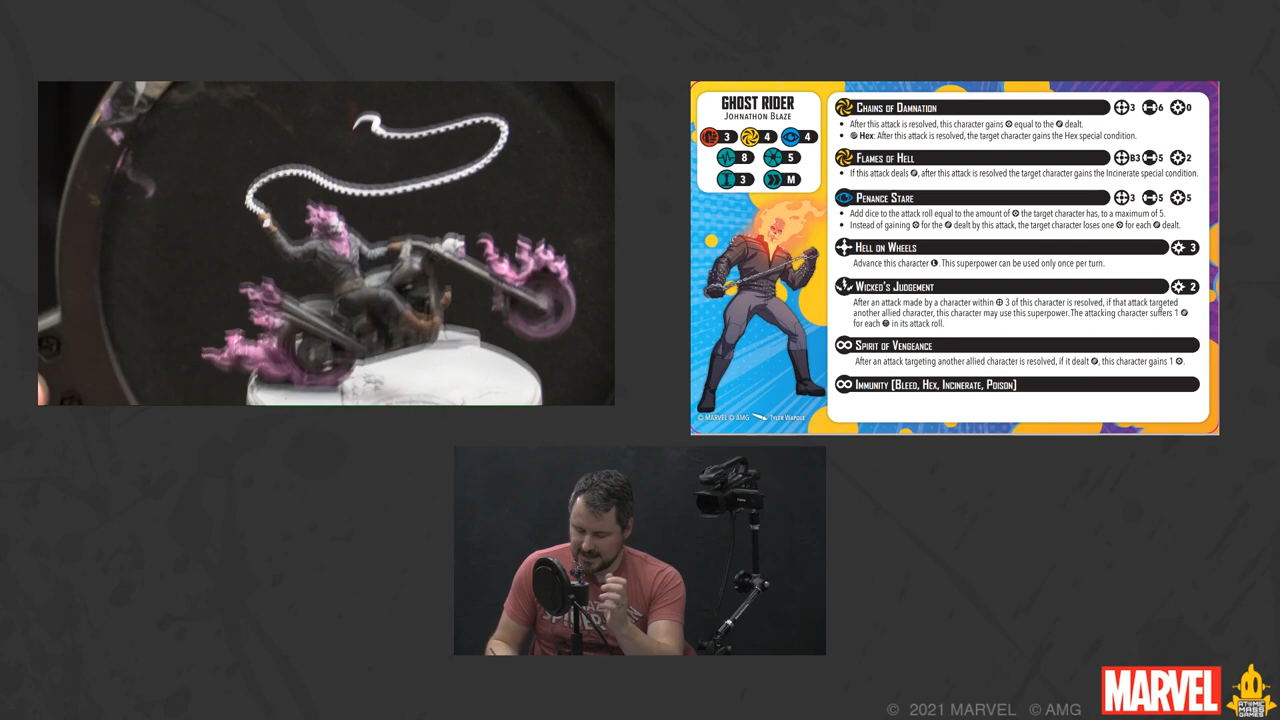 GHOST RIDER
JOHNATHON BLAZE
3 4 4
8 5
3 M
CHAINS OF DAMNATION 3 6 0
• After this attack is resolved, this character gains equal to the dealt.
• Hex: After this attack is resolved, the target character gains the Hex special condition.
FLAMES OF HELL B3 5 2
• If this attack deals , after this attack is resolved the target character gains the Incinerate special condition.
PENANCE STARE 3 5 5
• Add dice to the attack roll equal to the amount of the target character has, to a maximum of 5.
• Instead of gaining for the dealt by this attack, the target character loses one for each dealt.
HELL ON WHEELS 3
Advance this character L. This superpower can be used only once per turn.
WICKED'S JUDGEMENT 2
After an attack made by a character within 3 of this character is resolved, if that attack targeted
another allied character, this character may use this superpower. The attacking character suffers 1
for each in its attack roll.
SPIRIT OF VENGEANCE
After an attack targeting another allied character is resolved, if it dealt , this character gains 1 .
IMMUNITY [BLEED, HEX, INCINERATE, POISON]
© MARVEL © AMG TYLER WALPOLE
© 2021 MARVEL © AMG
MARVEL
ATOMIC
MASS
GAMES